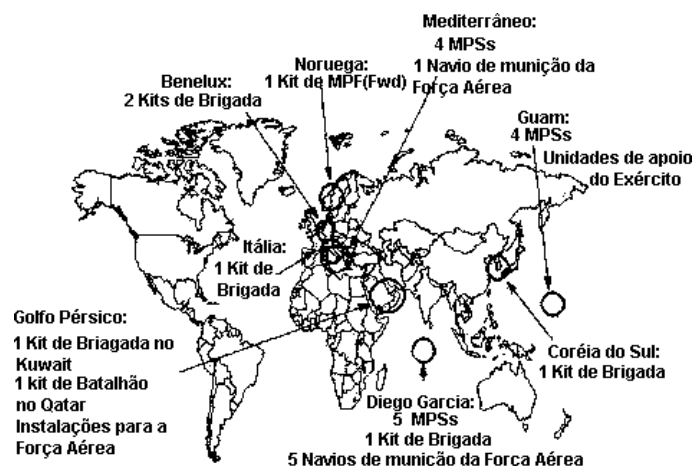 Mediterrâneo:
4 MPSs
1 Navio de munição da
Força Aérea
Noruega:
1 Kit de MPF(Fwd)
Benelux:
2 Kits de Brigada
Guam:
4 MPSs
Unidades de apoio
do Exército
Itália:
1 Kit de
Brigada
Golfo Pérsico:
1 Kit de Briagada no
Kuwait
1 kit de Batalhão
no Qatar
Instalações para a
Força Aérea
Coréia do Sul:
1 Kit de Brigada
Diego Garcia:
5 MPSs
1 Kit de Brigada
5 Navios de munição da Força Aérea